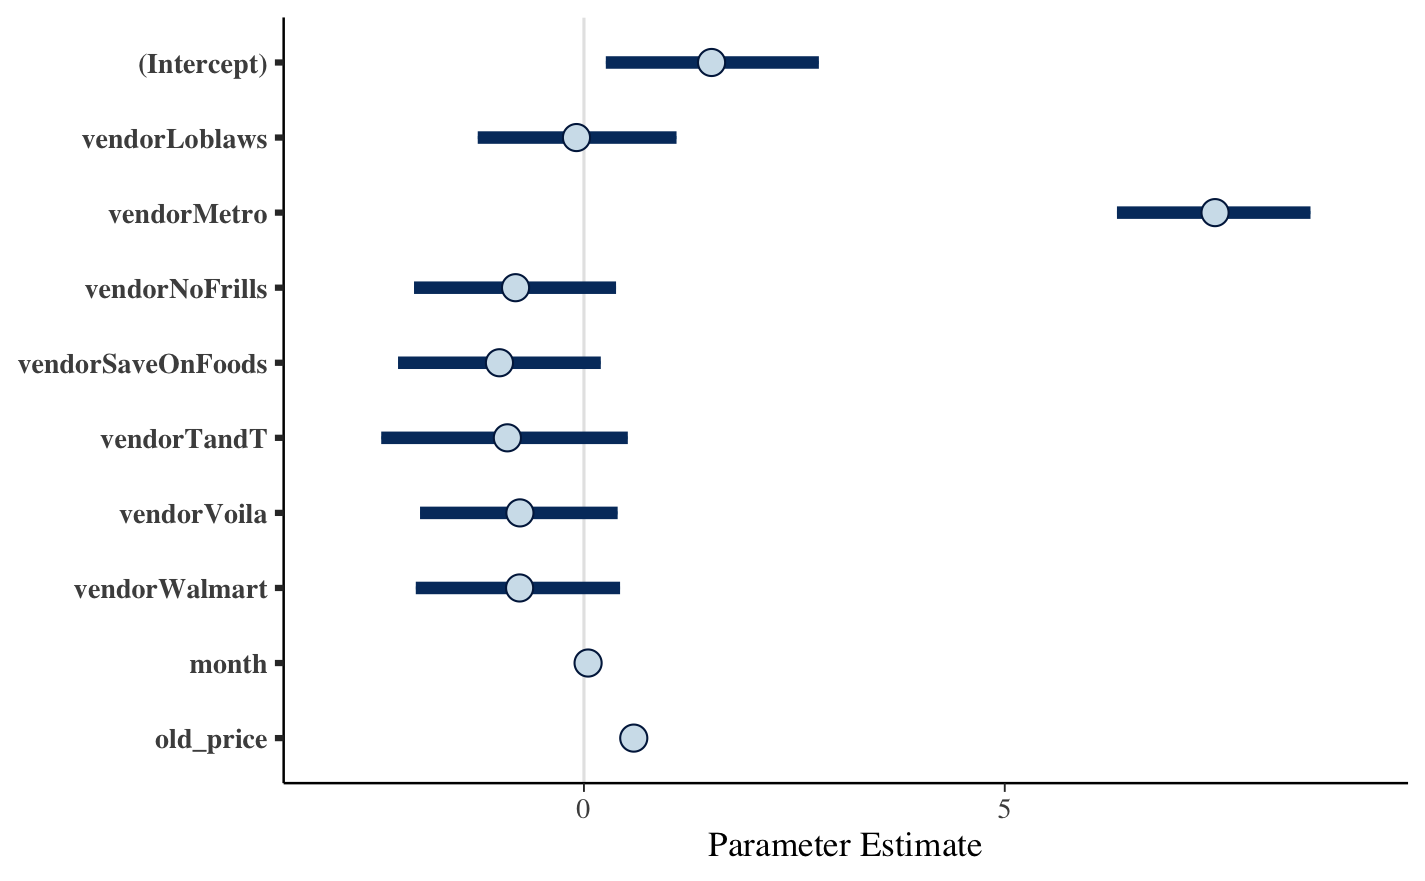 (Intercept)
vendorLoblaws
vendorMetro
vendorNoFrills
vendorSaveOnFoods
vendorTandT
vendorVoila
vendorWalmart
month
old_price
0 5
Parameter Estimate